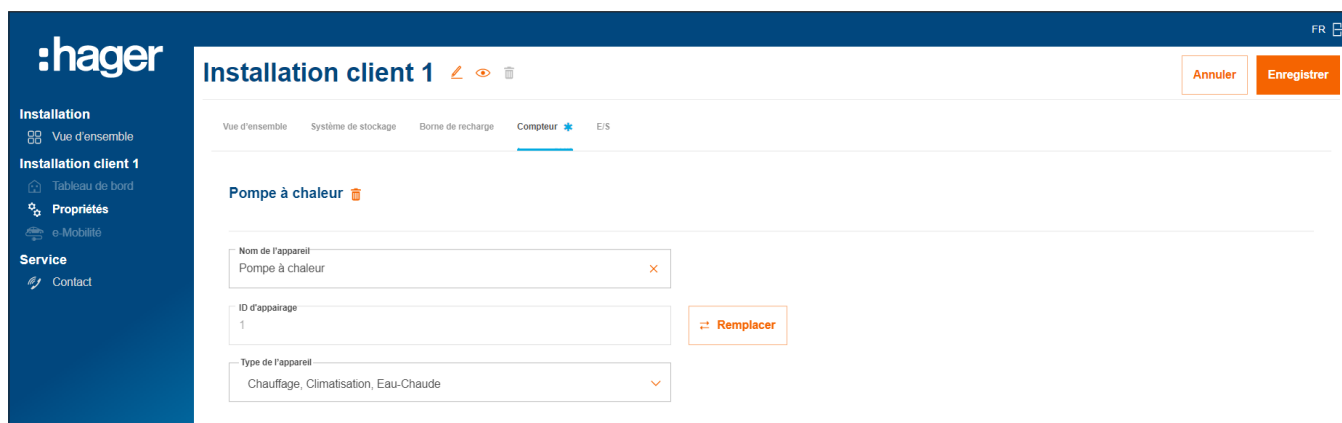 FR
:hager
Installation client 1
Annuler
Enregistrer
Installation
Vue d'ensemble
Installation client 1
Tableau de bord
Propriétés
e-Mobilité
Service
Contact
Vue d'ensemble Système de stockage Borne de recharge Compteur E/S
Pompe à chaleur
Nom de l'appareil
Pompe à chaleur
ID d'appairage
1
Remplacer
Type de l'appareil
Chauffage, Climatisation, Eau-Chaude